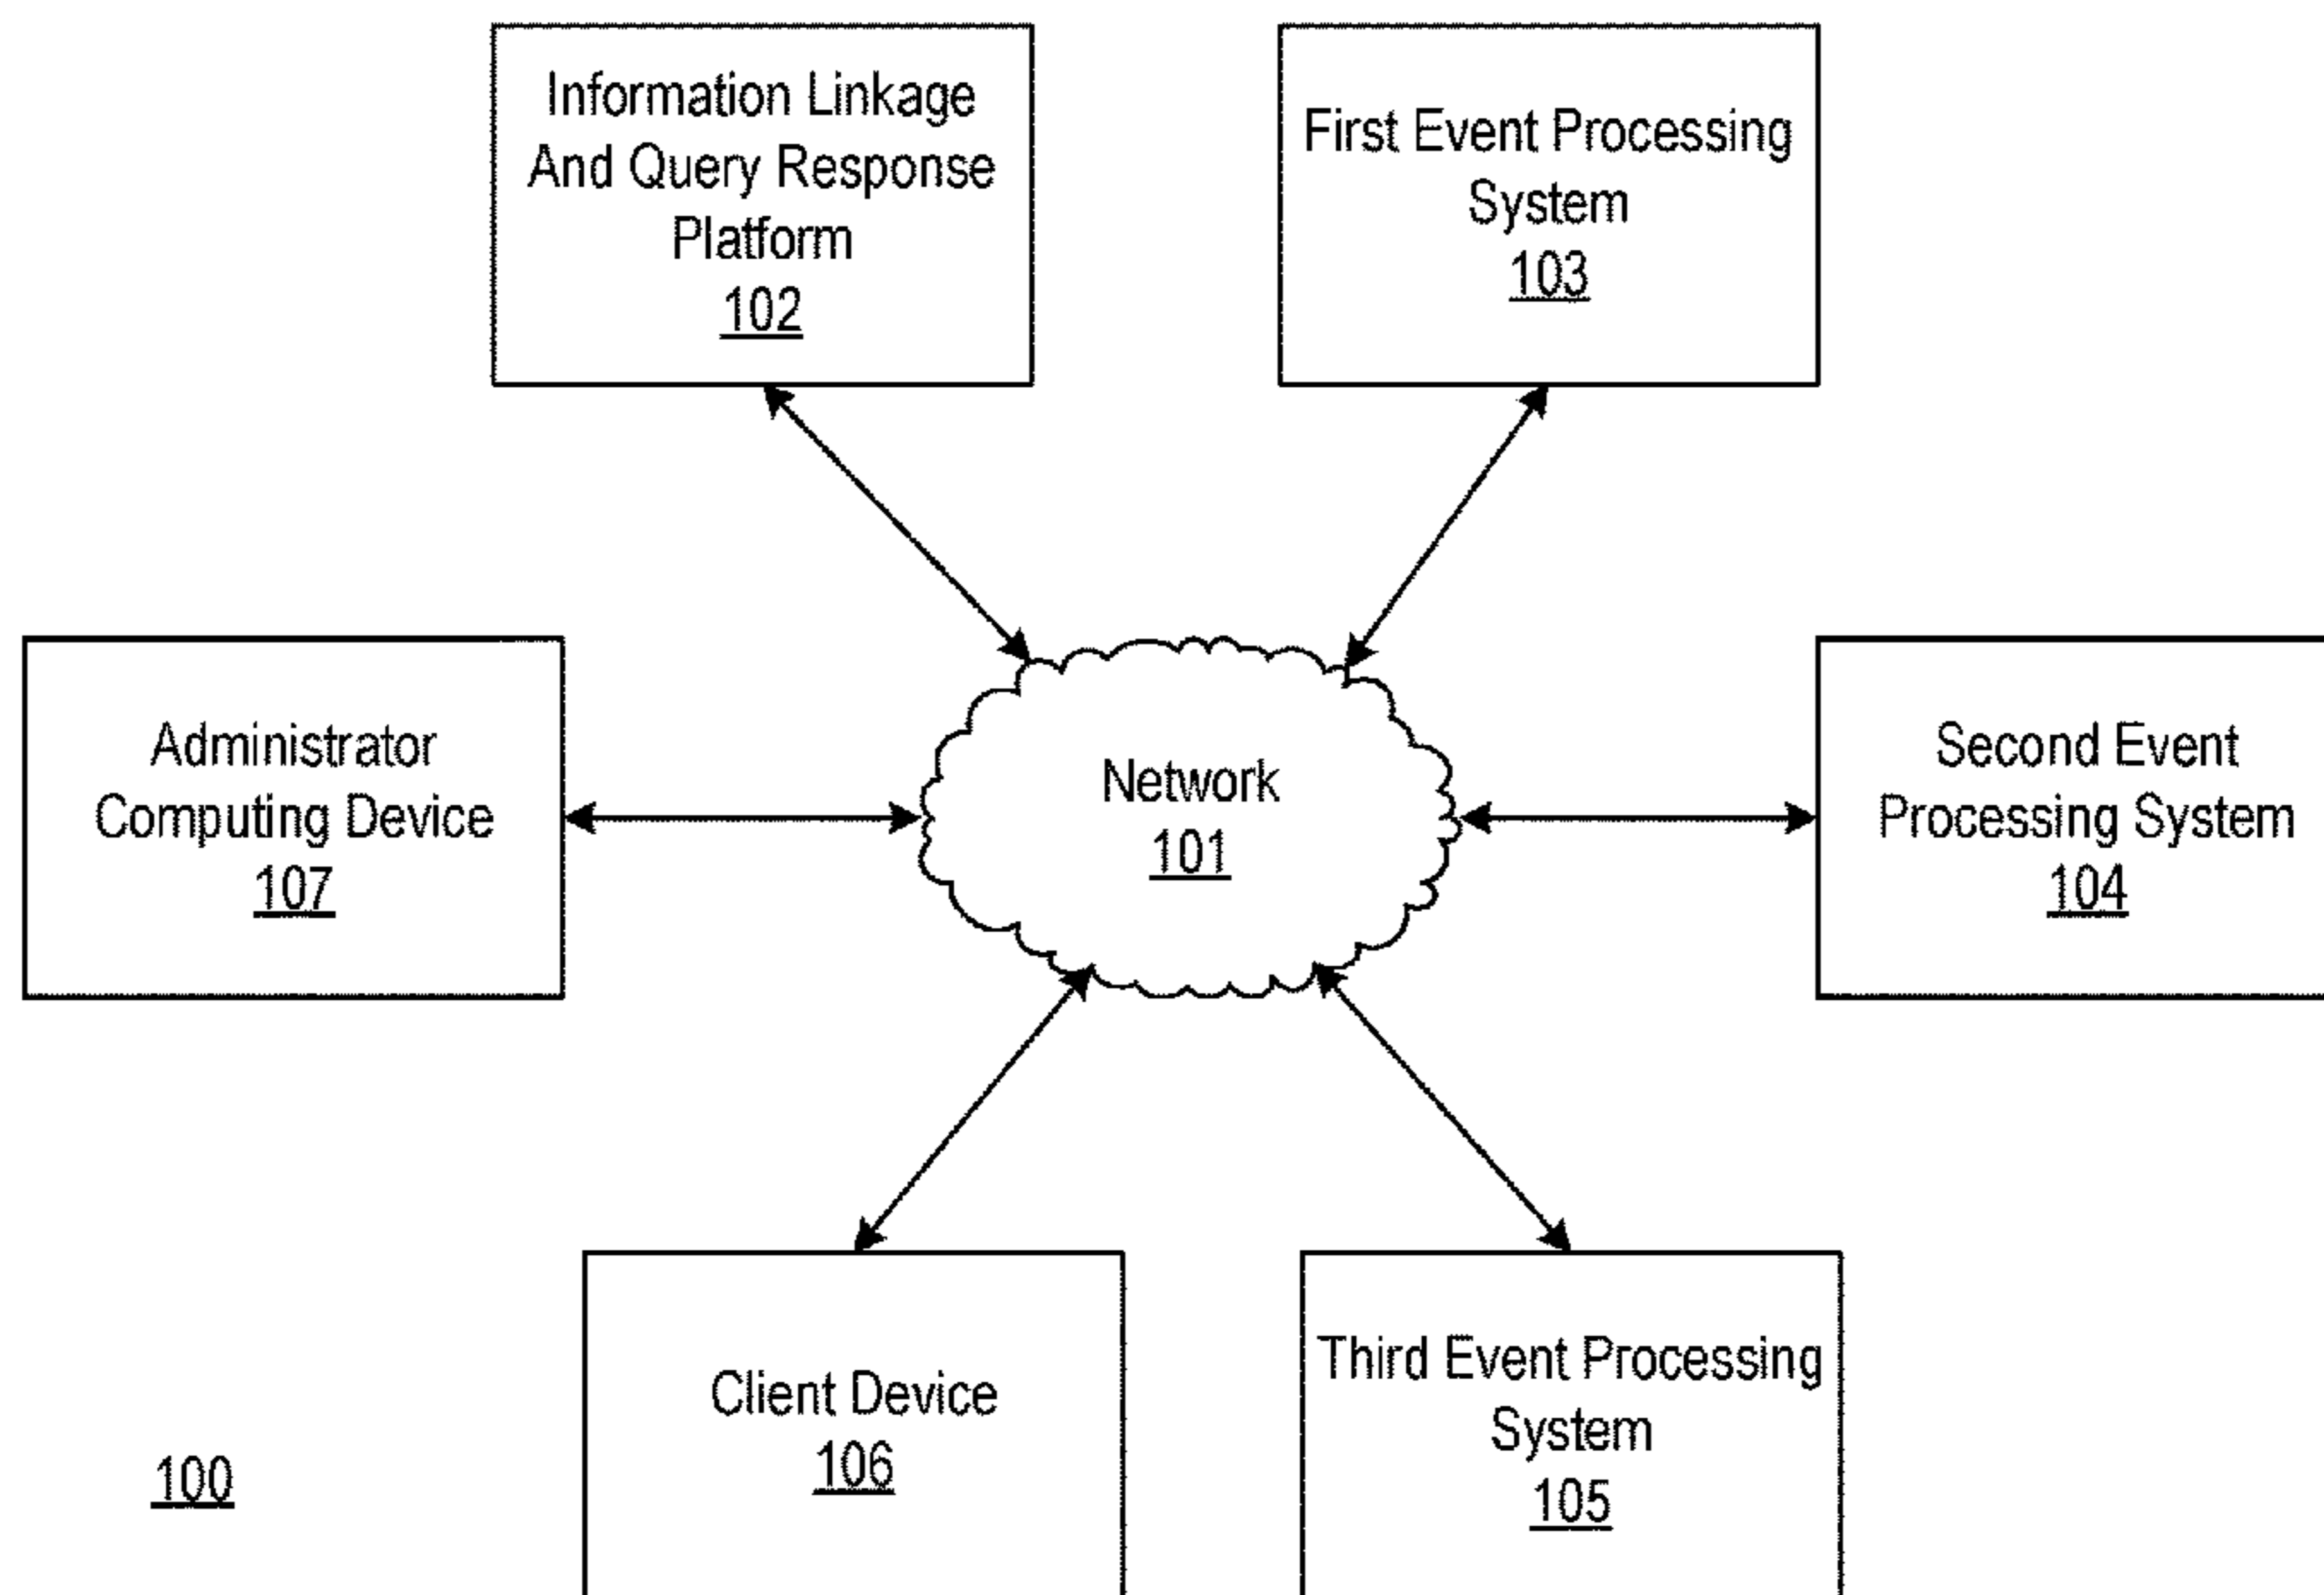 Information Linkage
And Query Response
Platform
102
First Event Processing
System
103
Administrator
Computing Device
107
Network
101
Second Event
Processing System
104
Client Device
106
Third Event Processing
System
105
100